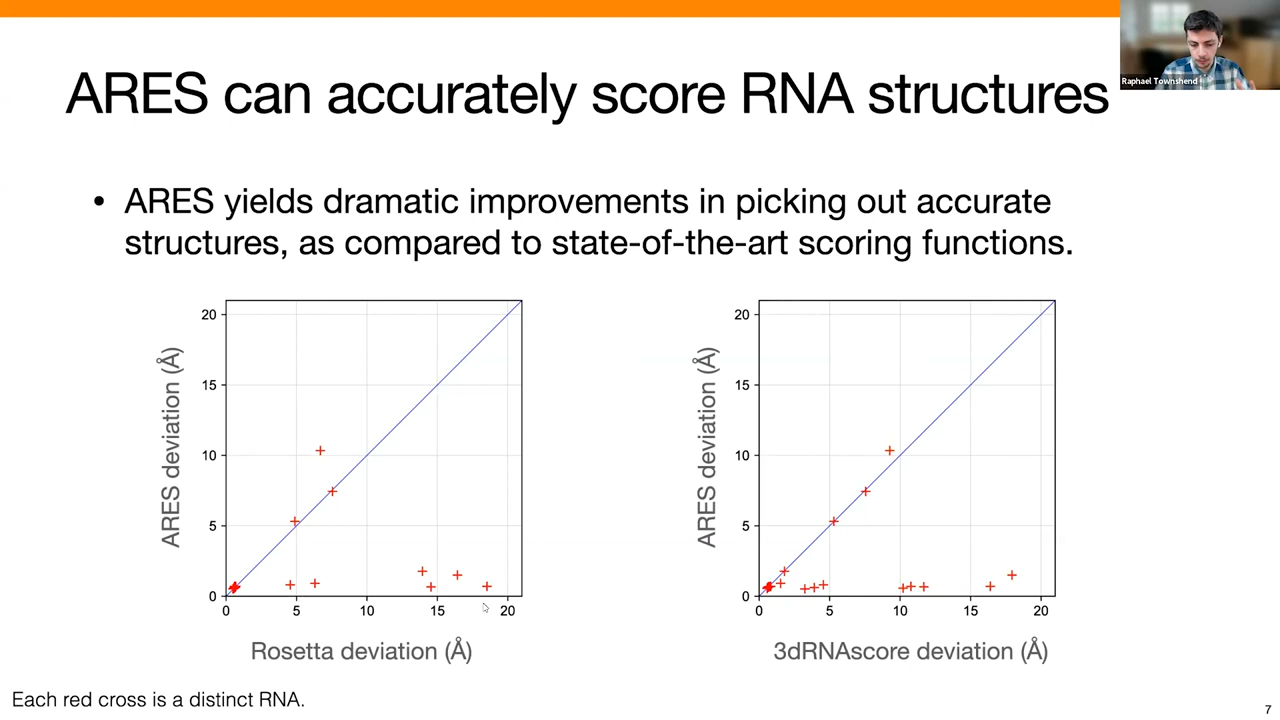 ARES can accurately score RNA structures
Raphael Townshend
• ARES yields dramatic improvements in picking out accurate
structures, as compared to state-of-the-art scoring functions.
ARES deviation (Å)
20
15
10
5
0
0 5 10 15 20
Rosetta deviation (Å)
ARES deviation (Å)
20
15
10
5
0
0 5 10 15 20
3dRNAscore deviation (Å)
Each red cross is a distinct RNA.
7